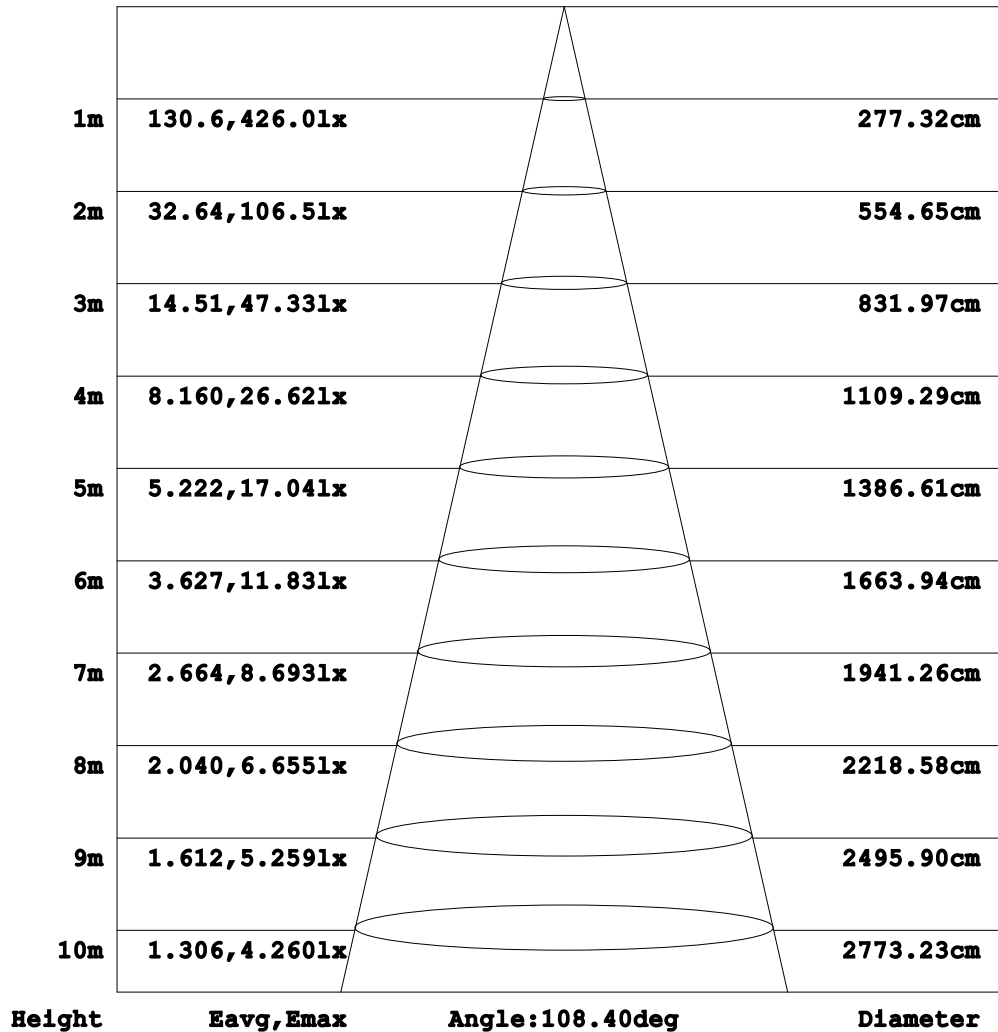 1m 130.6,426.0lx 277.32cm
2m 32.64,106.5lx 554.65cm
3m 14.51,47.33lx 831.97cm
4m 8.160,26.62lx 1109.29cm
5m 5.222,17.04lx 1386.61cm
6m 3.627,11.83lx 1663.94cm
7m 2.664,8.693lx 1941.26cm
8m 2.040,6.655lx 2218.58cm
9m 1.612,5.259lx 2495.90cm
10m 1.306,4.260lx 2773.23cm
Height Eavg,Emax Angle:108.40deg Diameter